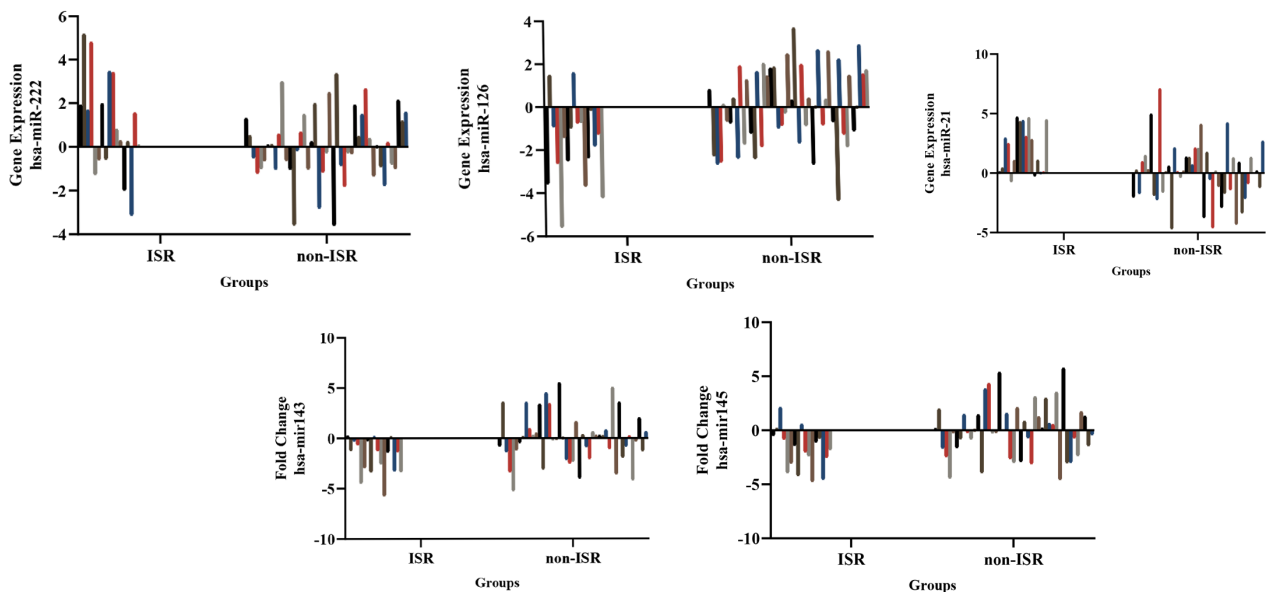 Gene Expression
hsa-miR-222
6
4
2
0
-2
-4
ISR
non-ISR
Groups
Gene Expression
hsa-miR-126
4
2
0
-2
-4
-6
ISR
non-ISR
Groups
Gene Expression
hsa-miR-21
10
5
0
-5
ISR
non-ISR
Groups
Fold Change
hsa-mir143
10
5
0
-5
-10
ISR
non-ISR
Groups
Fold Change
hsa-mir145
10
5
0
-5
-10
ISR
non-ISR
Groups